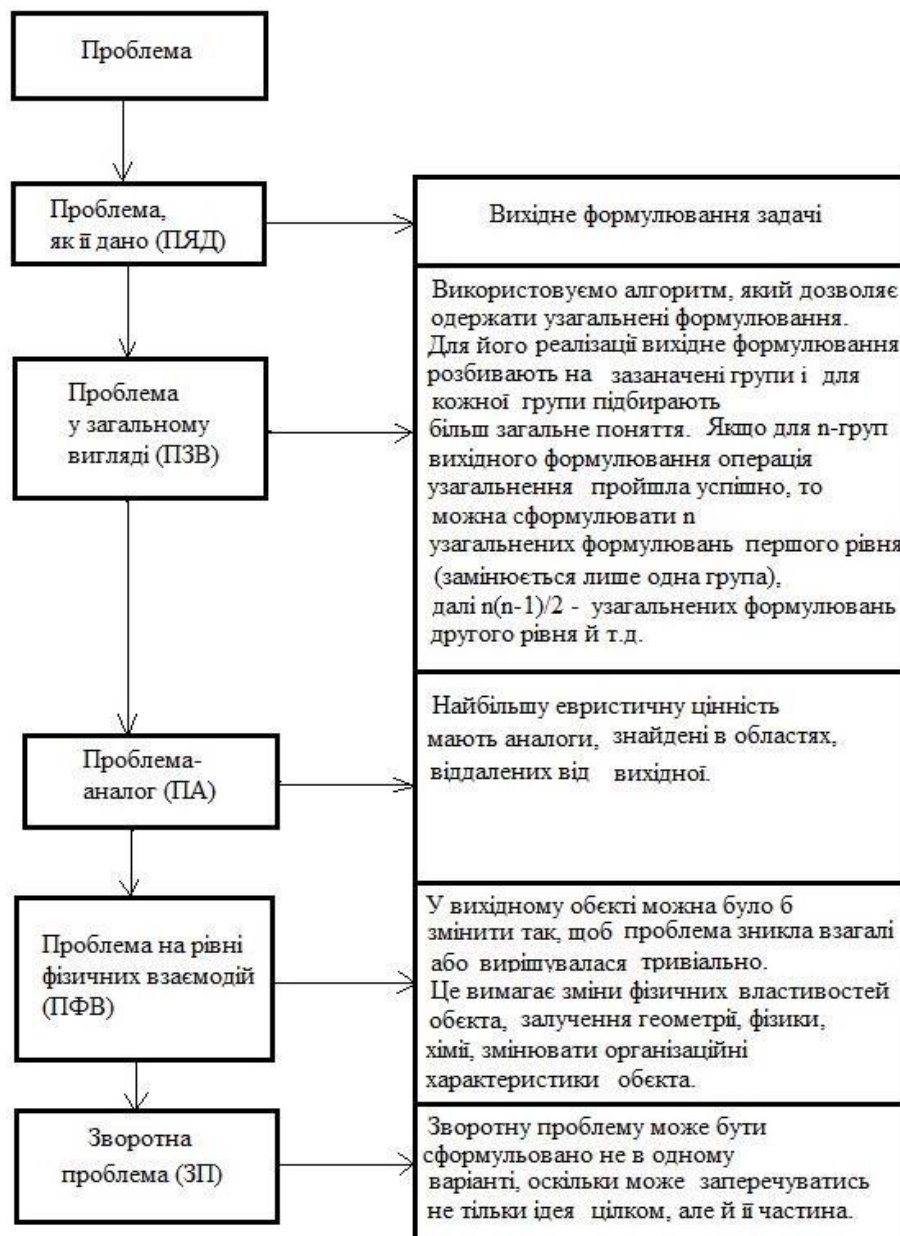 Проблема
Проблема,
як її дано (ПЯД)
Вихідне формулювання задачі
Проблема
у загальному
вигляді (ПЗВ)
Використовуємо алгоритм, який дозволяє
одержати узагальнені формулювання.
Для його реалізації вихідне формулювання
розбивають на зазаначені групи і для
кожної групи підбирають
більш загальне поняття. Якщо для n-груп
вихідного формулювання операція
узагальнення пройшла успішно, то
можна сформулювати n
узагальнених формулювань першого рівня
(замінюється лише одна група),
далі n(n-1)/2 - узагальнених формулювань
другого рівня й т.д.
Проблема-
аналог (ПА)
Найбільшу евристичну цінність
мають аналоги, знайдені в областях,
віддалених від вихідної.
Проблема на рівні
фізичних взаємодій
(ПФВ)
У вихідному обєкті можна було б
змінити так, щоб проблема зникла взагалі
або вирішувалася тривіально.
Це вимагає зміни фізичних властивостей
обєкта, залучення геометрії, фізики,
хімії, змінювати організаційні
характеристики обєкта.
Зворотна
проблема (ЗП)
Зворотну проблему може бути
сформульовано не в одному
варіанті, оскільки може заперечуватись
не тільки ідея цілком, але й її частина.